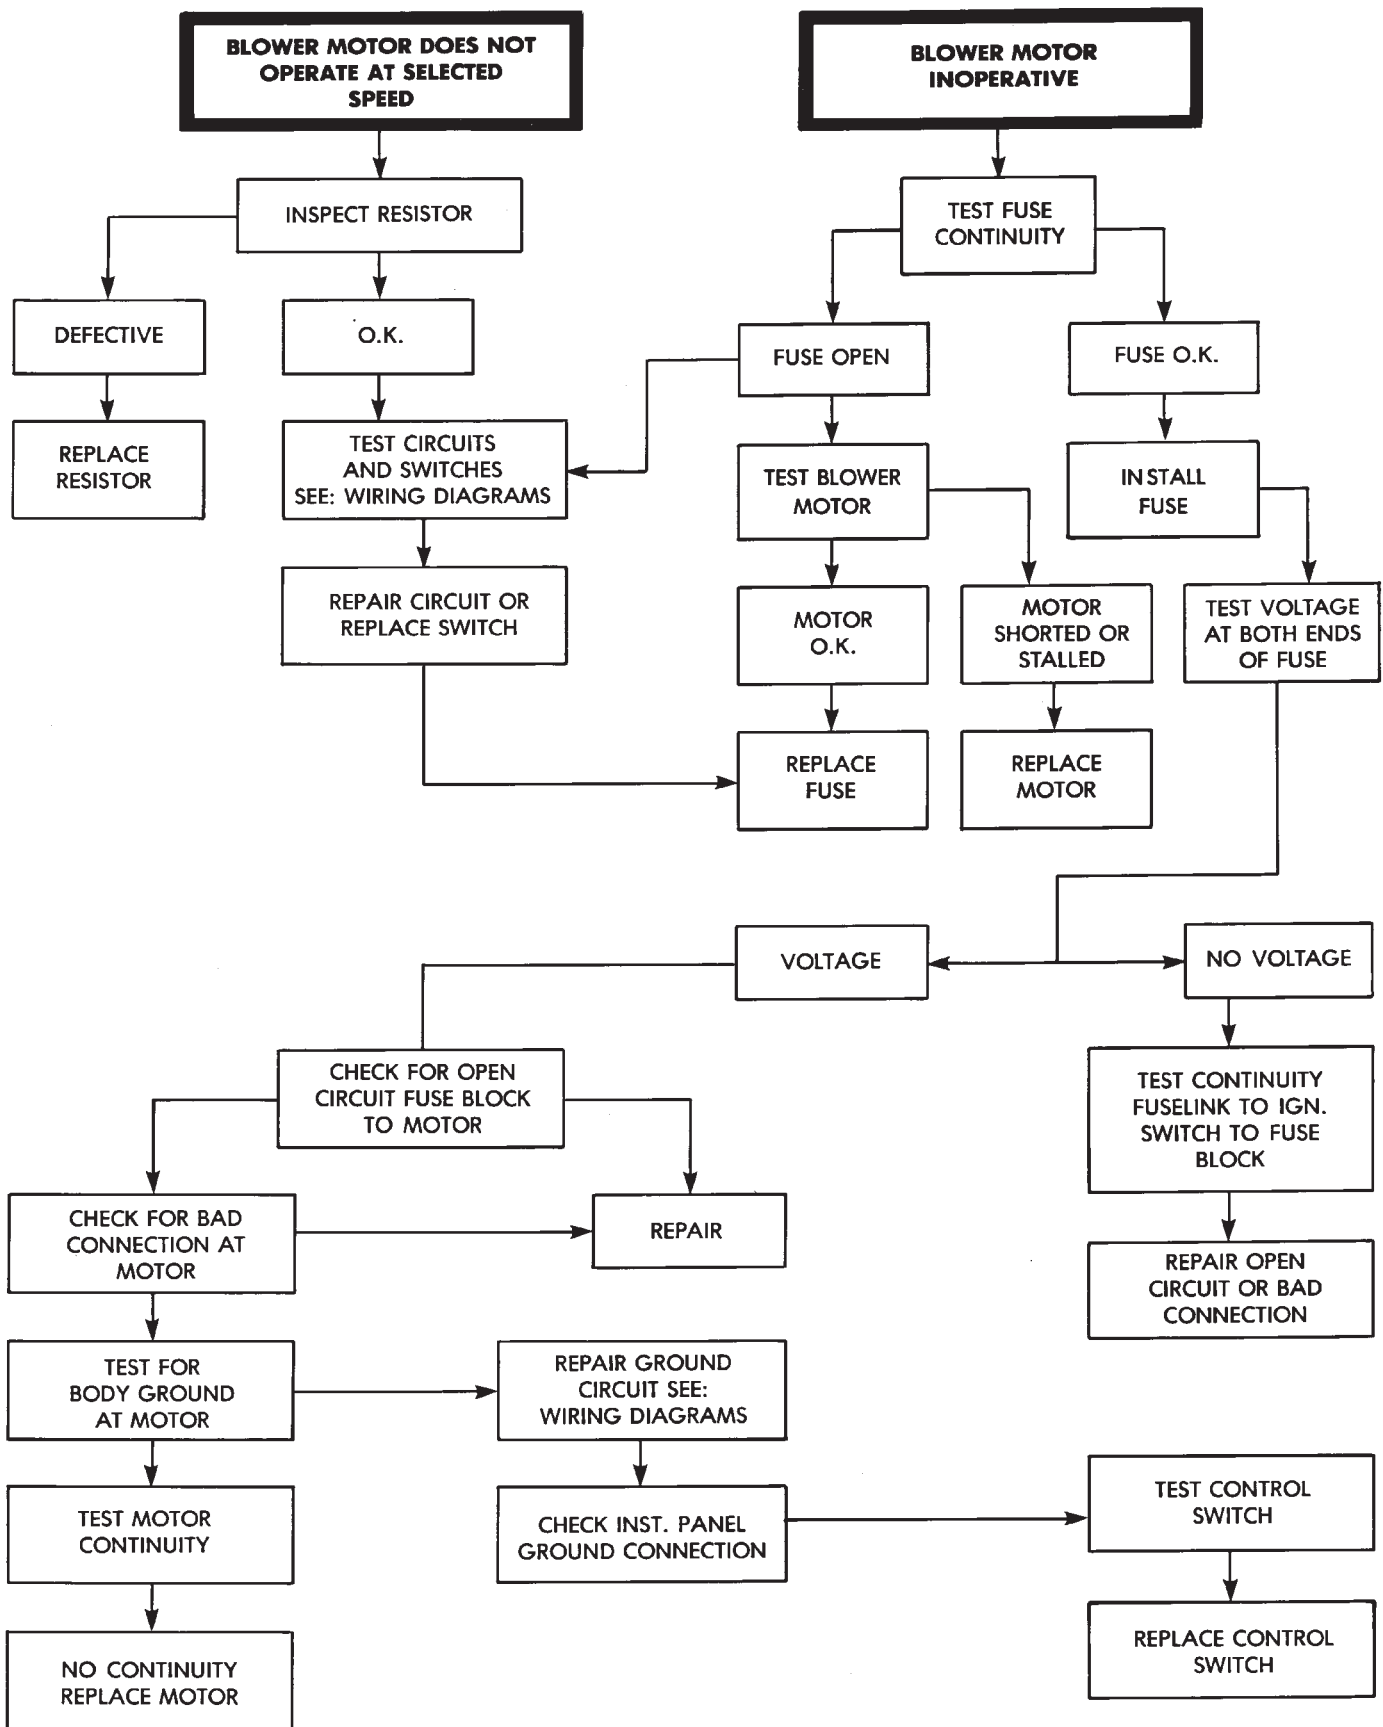 BLOWER MOTOR DOES NOT
OPERATE AT SELECTED
SPEED
BLOWER MOTOR
INOPERATIVE
INSPECT RESISTOR
TEST FUSE
CONTINUITY
DEFECTIVE
O.K.
FUSE OPEN
FUSE O.K.
REPLACE
RESISTOR
TEST CIRCUITS
AND SWITCHES
SEE: WIRING DIAGRAMS
TEST BLOWER
MOTOR
INSTALL
FUSE
REPAIR CIRCUIT OR
REPLACE SWITCH
MOTOR
O.K.
MOTOR
SHORTED OR
STALLED
TEST VOLTAGE
AT BOTH ENDS
OF FUSE
REPLACE
FUSE
REPLACE
MOTOR
VOLTAGE
NO VOLTAGE
CHECK FOR OPEN
CIRCUIT FUSE BLOCK
TO MOTOR
TEST CONTINUITY
FUSELINK TO IGN.
SWITCH TO FUSE
BLOCK
CHECK FOR BAD
CONNECTION AT
MOTOR
REPAIR
REPAIR OPEN
CIRCUIT OR BAD
CONNECTION
TEST FOR
BODY GROUND
AT MOTOR
REPAIR GROUND
CIRCUIT SEE:
WIRING DIAGRAMS
TEST MOTOR
CONTINUITY
CHECK INST. PANEL
GROUND CONNECTION
TEST CONTROL
SWITCH
NO CONTINUITY
REPLACE MOTOR
REPLACE CONTROL
SWITCH